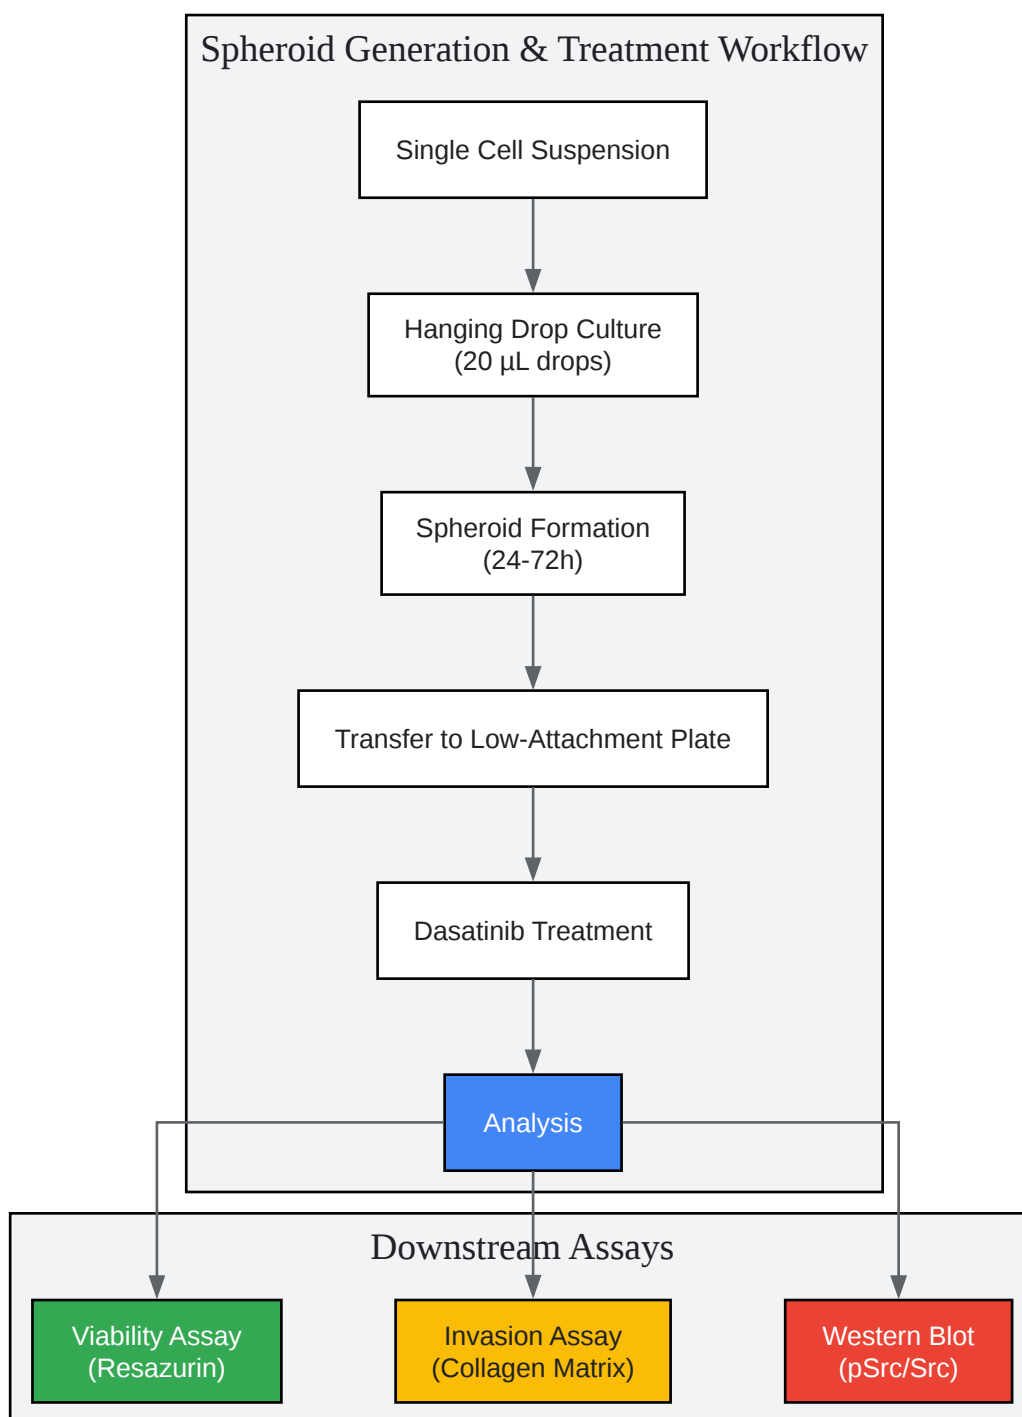 Spheroid Generation & Treatment Workflow
Single Cell Suspension
Hanging Drop Culture
(20 µL drops)
Spheroid Formation
(24-72h)
Transfer to Low-Attachment Plate
Dasatinib Treatment
Analysis
Downstream Assays
Viability Assay
(Resazurin)
Invasion Assay
(Collagen Matrix)
Western Blot
(pSrc/Src)